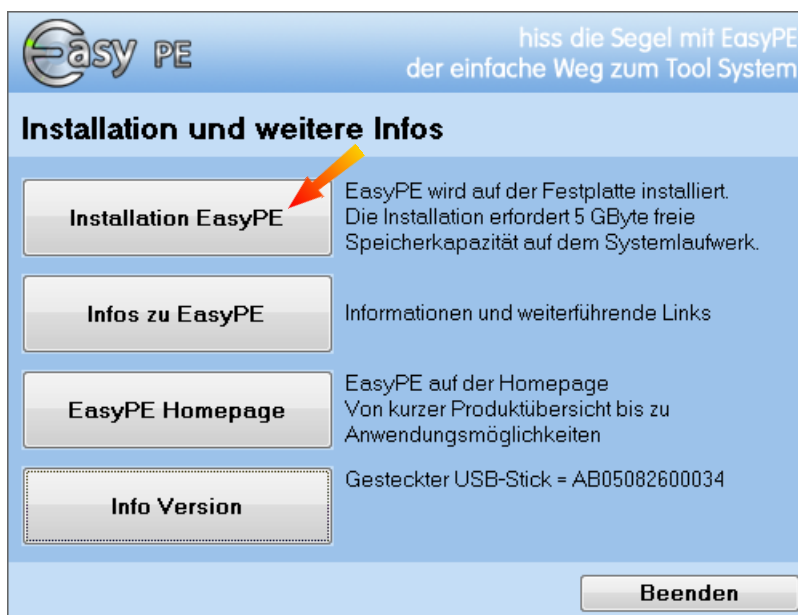 Easy PE
hiss die Segel mit EasyPE
der einfache Weg zum Tool System
Installation und weitere Infos
Installation EasyPE
EasyPE wird auf der Festplatte installiert.
Die Installation erfordert 5 GByte freie
Speicherkapazität auf dem Systemlaufwerk.
Infos zu EasyPE
Informationen und weiterführende Links
EasyPE Homepage
EasyPE auf der Homepage
Von kurzer Produktübersicht bis zu
Anwendungsmöglichkeiten
Info Version
Gesteckter USB-Stick = AB05082600034
Beenden